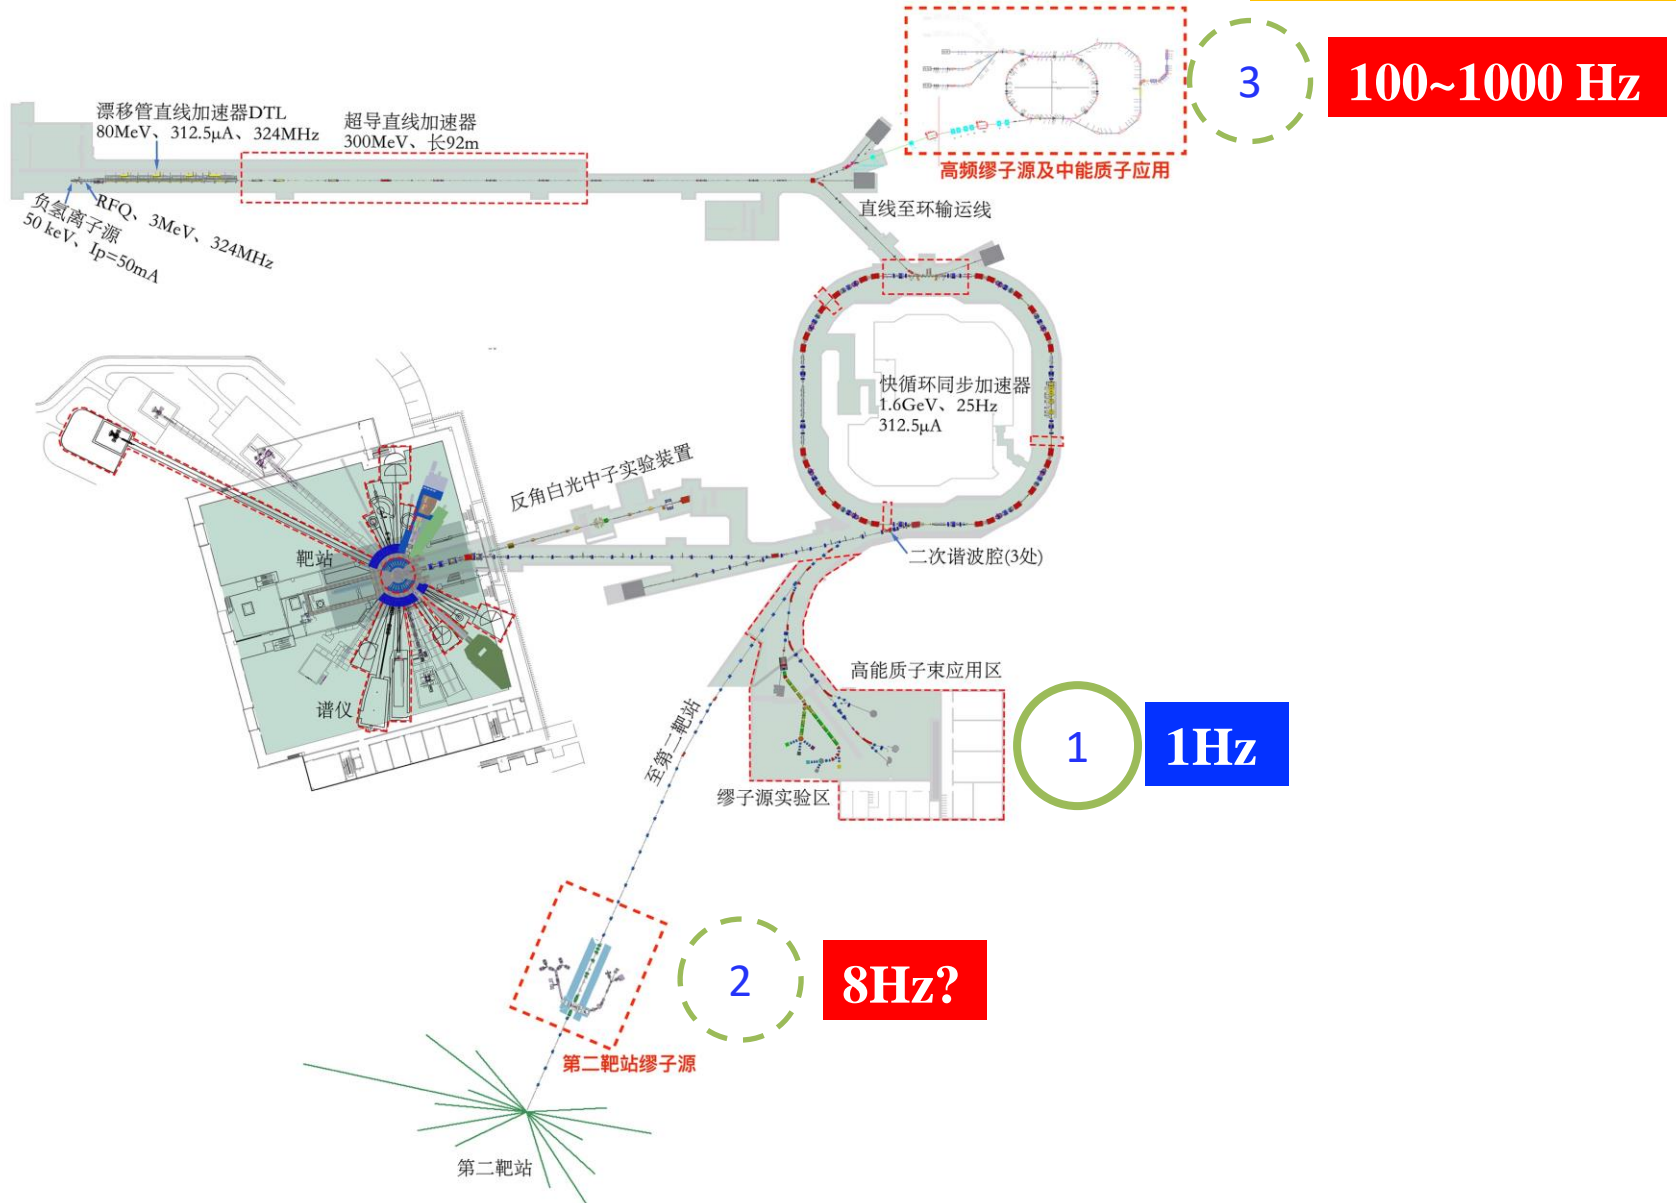 3
100~1000 Hz
漂移管直线加速器DTL
80MeV、312.5μA、324MHz
超导直线加速器
300MeV、长92m
高频缪子源及中能质子应用
RFQ、3MeV、324MHz
负氢离子源
50 keV、Ip=50mA
直线至环输运线
快循环同步加速器
1.6GeV、25Hz
312.5μA
反角白光中子实验装置
靶站
二次谐波腔(3处)
谱仪
高能质子束应用区
至第二靶站
缪子源实验区
1
1Hz
2
8Hz?
第二靶站缪子源
第二靶站